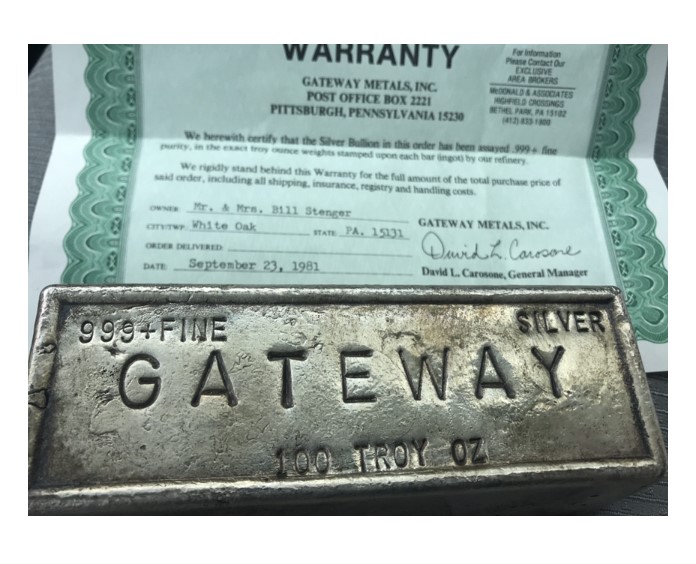 WARRANTY
GATEWAY METALS, INC.
POST OFFICE BOX 2221
PITTSBURGH, PENNSYLVANIA 15230
For Information
Please Contact Our
EXCLUSIVE
AREA BROKERS
McDONALD & ASSOCIATES
HIGHFIELD CROSSINGS
BETHEL PARK, PA 15102
(412) 833-1800
We herewith certify that the Silver Bullion in this order has been assayed .999 + fine
purity, in the exact troy ounce weights stamped upon each bar (ingot) by our refinery.
We rigidly stand behind this Warranty for the full amount of the total purchase price of
said order, including all shipping, insurance, registry and handling costs.
OWNER Mr. & Mrs. Bill Stenger
CITY/TWP. White Oak STATE PA. 15131
ORDER DELIVERED
DATE September 23, 1981
GATEWAY METALS, INC.
David L. Carosone
David L. Carosone, General Manager
999+FINE SILVER
GATEWAY
100 TROY OZ